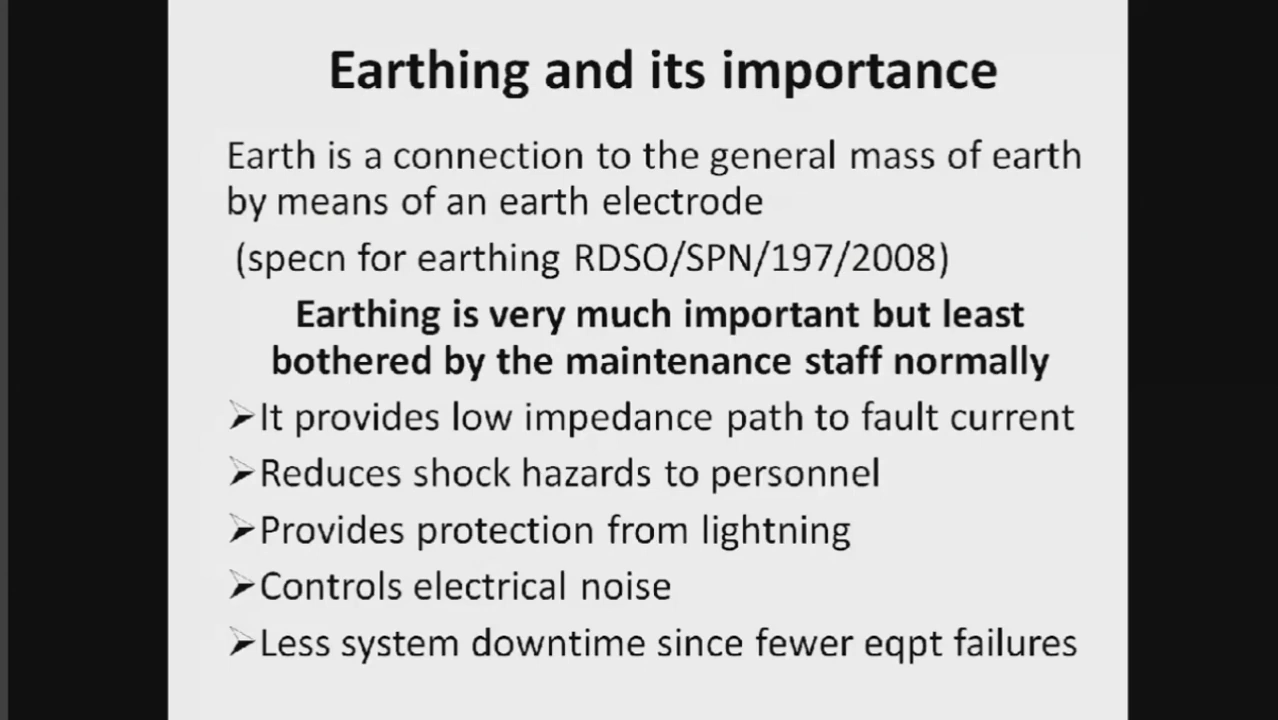 Earthing and its importance
Earth is a connection to the general mass of earth
by means of an earth electrode
(specn for earthing RDSO/SPN/197/2008)
Earthing is very much important but least
bothered by the maintenance staff normally
➢It provides low impedance path to fault current
➢Reduces shock hazards to personnel
➢Provides protection from lightning
➢Controls electrical noise
➢Less system downtime since fewer eqpt failures